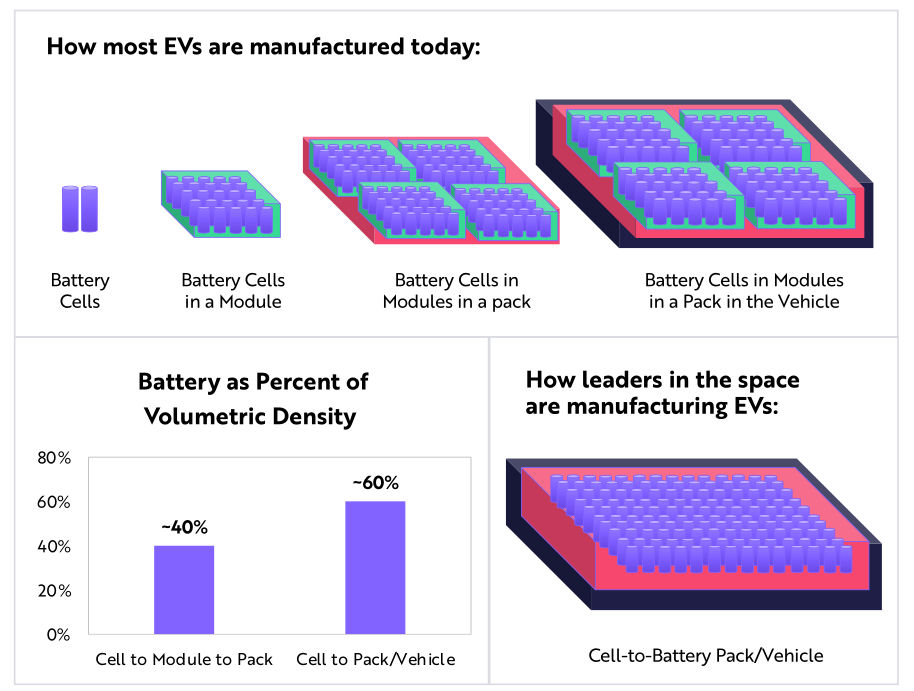 How most EVs are manufactured today:
Battery
Cells
Battery Cells
in a Module
Battery Cells in
Modules in a pack
Battery Cells in Modules
in a Pack in the Vehicle
Battery as Percent of
Volumetric Density
80%
60%
40%
20%
0%
~40%
~60%
Cell to Module to Pack
Cell to Pack/Vehicle
How leaders in the space
are manufacturing EVs:
Cell-to-Battery Pack/Vehicle